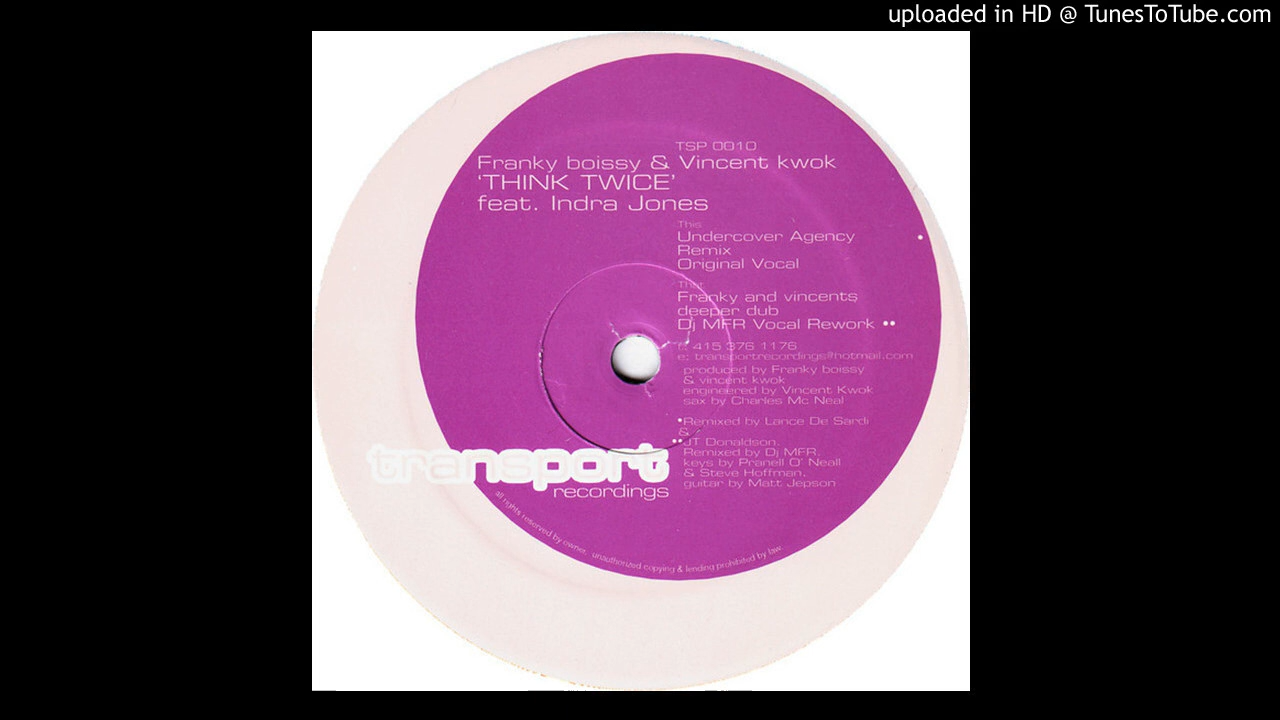 uploaded in HD @ TunesToTube.com
TSP 0010
Franky boissy & Vincent kwok
‘THINK TWICE’
feat. Indra Jones
This
Undercover Agency
Remix
Original Vocal
That
Franky and vincents
deeper dub
Dj MFR Vocal Rework ••
t: 415 376 1176
e: transportrecordings@hotmail.com
produced by Franky boissy
& vincent kwok
engineered by Vincent Kwok
sax by Charles Mc Neal
•Remixed by Lance De Sardi
&
••JT Donaldson.
Remixed by Dj MFR.
keys by Pranell O' Neall
& Steve Hoffman.
guitar by Matt Jepson
transport
recordings
all rights reserved by owner. unauthorized copying & lending prohibited by law.